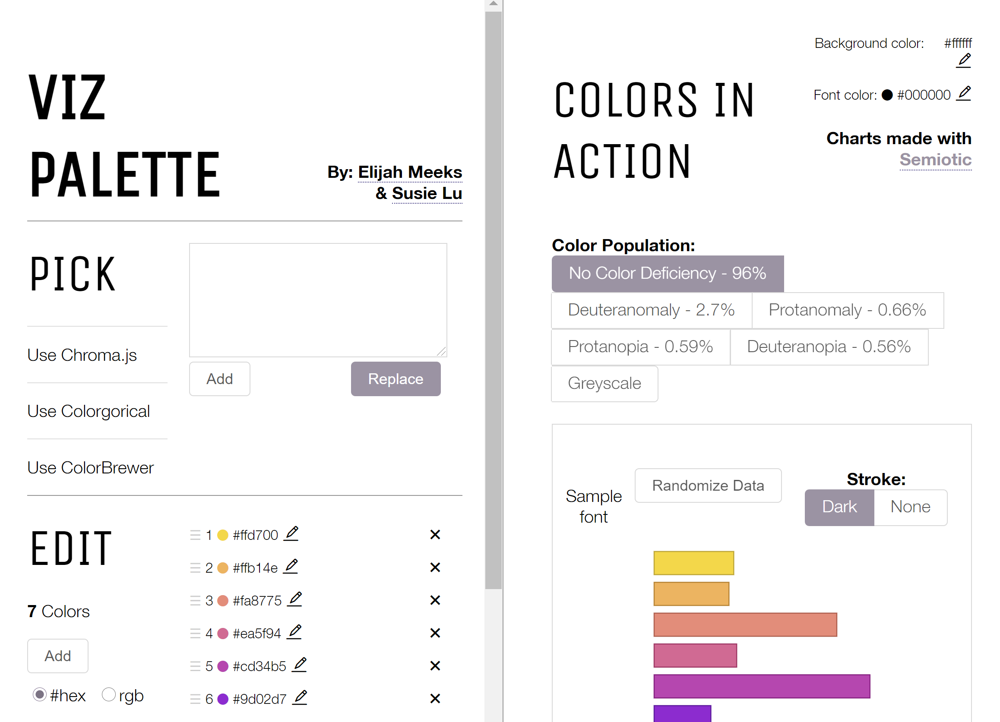 VIZ
PALETTE
By: Elijah Meeks
& Susie Lu
PICK
Add
Replace
Use Chroma.js
Use Colorgorical
Use ColorBrewer
EDIT
7 Colors
Add
#hex rgb
1 #ffd700
2 #ffb14e
3 #fa8775
4 #ea5f94
5 #cd34b5
6 #9d02d7
COLORS IN
ACTION
Background color: #ffffff
Font color: #000000
Charts made with
Semiotic
Color Population:
No Color Deficiency - 96%
Deuteranomaly - 2.7% Protanomaly - 0.66%
Protanopia - 0.59% Deuteranopia - 0.56%
Greyscale
Sample
font
Randomize Data
Stroke:
Dark None